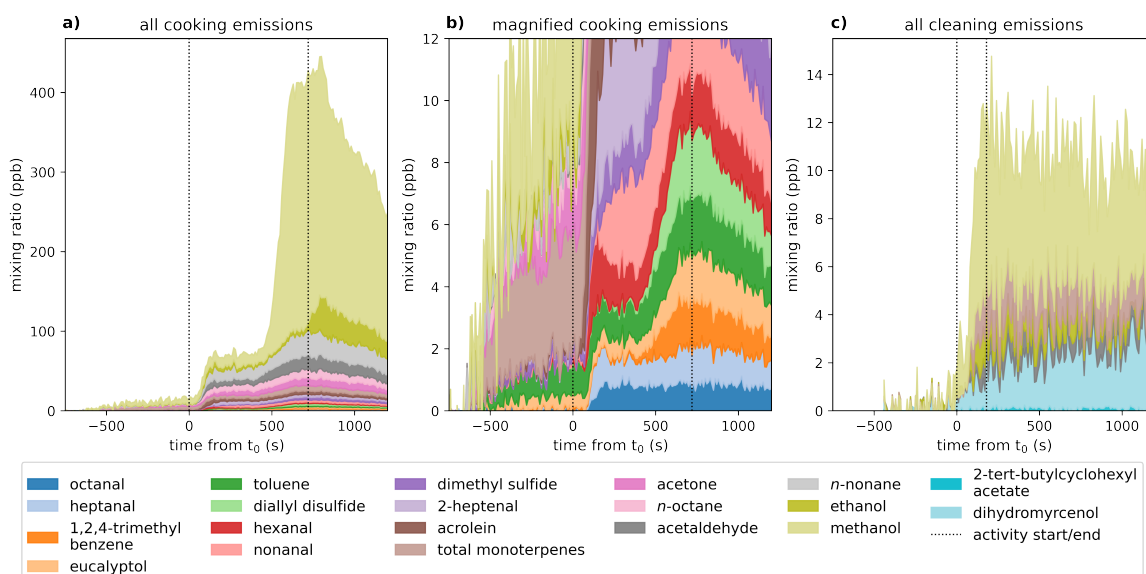 a) all cooking emissions
b) magnified cooking emissions
c) all cleaning emissions
mixing ratio (ppb)
400
300
200
100
0
−500 0 500 1000
time from t₀ (s)
mixing ratio (ppb)
12
10
8
6
4
2
0
−500 0 500 1000
time from t₀ (s)
mixing ratio (ppb)
14
12
10
8
6
4
2
0
−500 0 500 1000
time from t₀ (s)
octanal
heptanal
1,2,4-trimethyl
benzene
eucalyptol
toluene
diallyl disulfide
hexanal
nonanal
dimethyl sulfide
2-heptenal
acrolein
total monoterpenes
acetone
n-octane
acetaldehyde
n-nonane
ethanol
methanol
2-tert-butylcyclohexyl
acetate
dihydromyrcenol
activity start/end